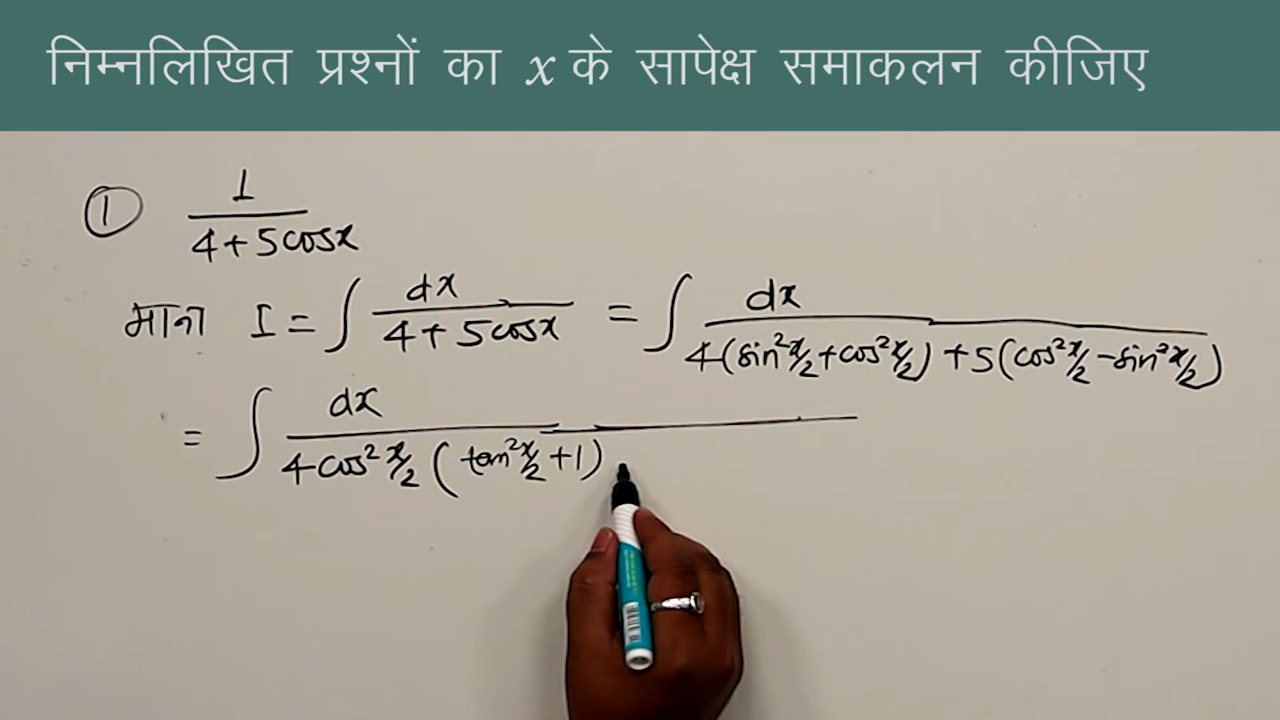 निम्नलिखित प्रश्नों का x के सापेक्ष समाकलन कीजिए
① 1/(4+5cosx)
माना I = ∫ dx/(4+5cosx) = ∫ dx/(4(sin²x/2+cos²x/2)+5(cos²x/2-sin²x/2))
= ∫ dx/(4cos²x/2(tan²x/2+1)